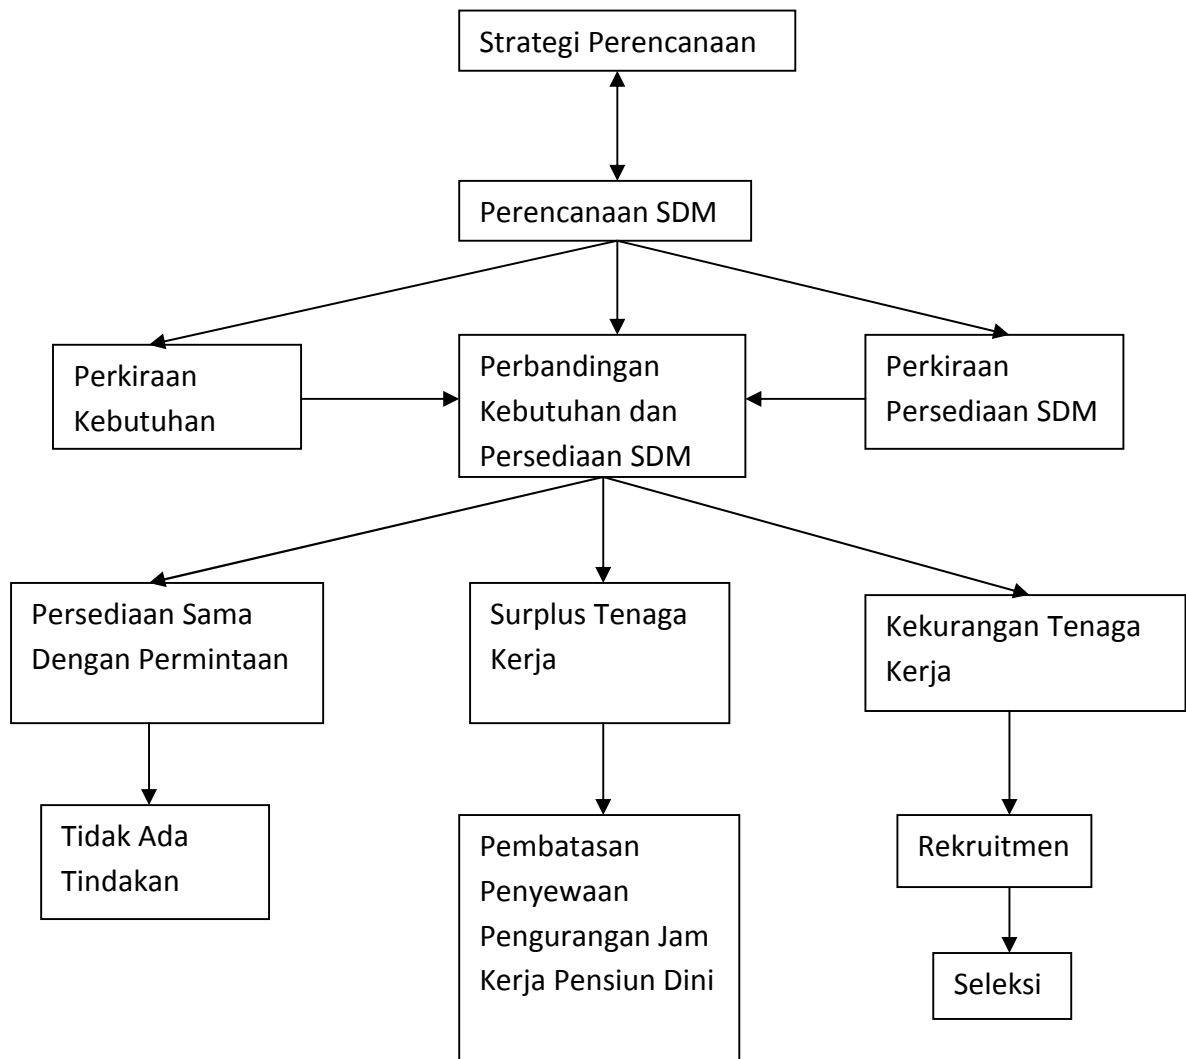 Strategi Perencanaan
Perencanaan SDM
Perkiraan
Kebutuhan
Perbandingan
Kebutuhan dan
Persediaan SDM
Perkiraan
Persediaan SDM
Persediaan Sama
Dengan Permintaan
Surplus Tenaga
Kerja
Kekurangan Tenaga
Kerja
Tidak Ada
Tindakan
Pembatasan
Penyewaan
Pengurangan Jam
Kerja Pensiun Dini
Rekruitmen
Seleksi